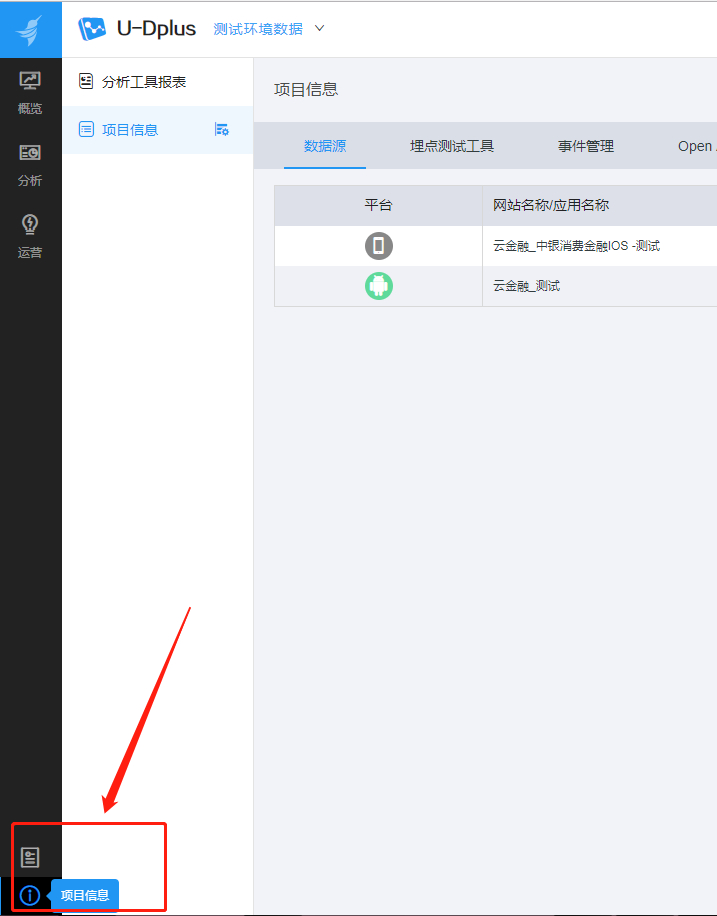 U-Dplus 测试环境数据
概览
分析
运营
分析工具报表
项目信息
项目信息
数据源 埋点测试工具 事件管理 Open
平台 网站名称/应用名称
云金融_中银消费金融IOS -测试
云金融_测试
项目信息